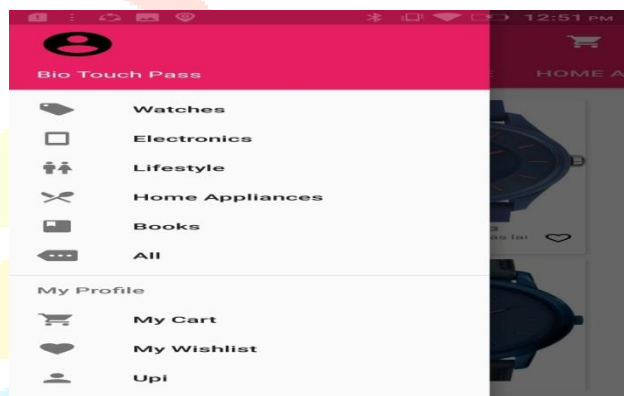 12:51 PM
Bio Touch Pass
HOME A
Watches
Electronics
Lifestyle
Home Appliances
Books
All
My Profile
My Cart
My Wishlist
Upi